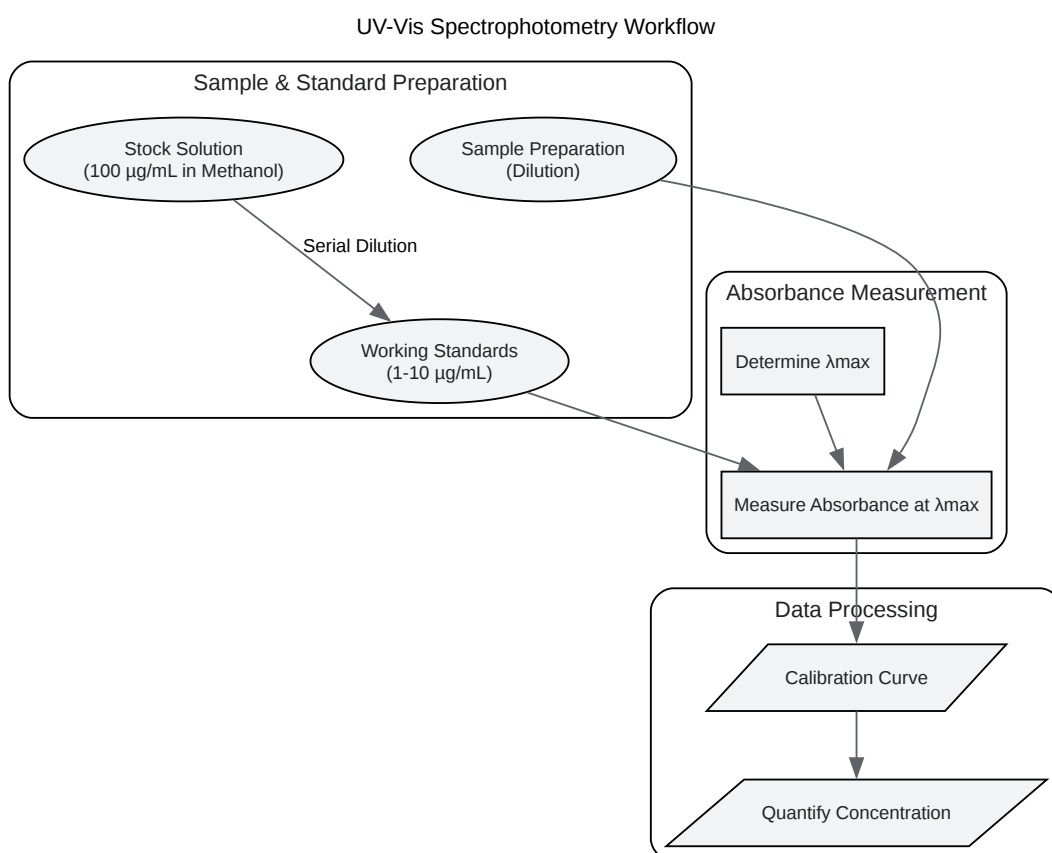 UV-Vis Spectrophotometry Workflow
Sample & Standard Preparation
Stock Solution
(100 µg/mL in Methanol)
Sample Preparation
(Dilution)
Serial Dilution
Working Standards
(1-10 µg/mL)
Absorbance Measurement
Determine λmax
Measure Absorbance at λmax
Data Processing
Calibration Curve
Quantify Concentration